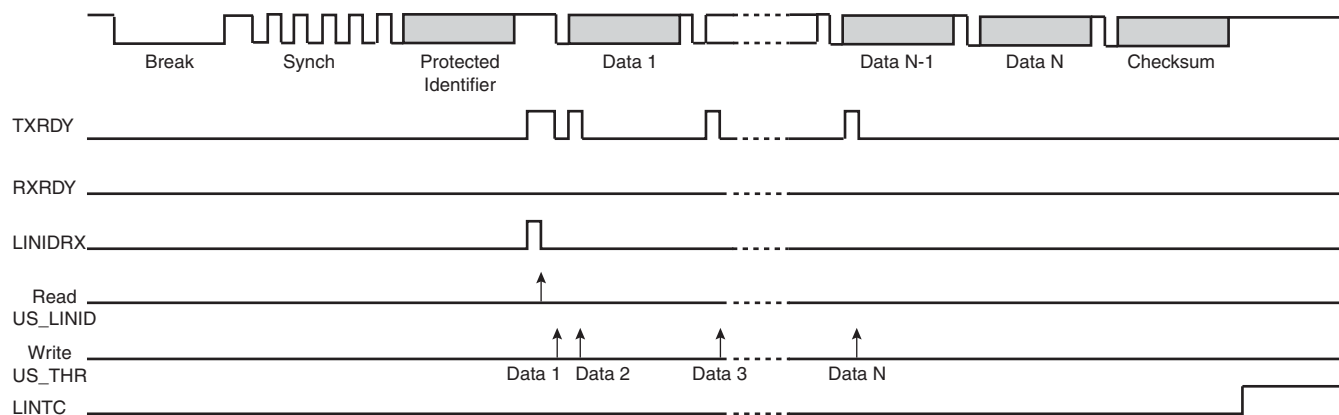 Break Synch Protected Data 1 Data N-1 Data N Checksum
Identifier
TXRDY
RXRDY
LINIDRX
Read
US_LINID
Write
US_THR Data 1 Data 2 Data 3 Data N
LINTC